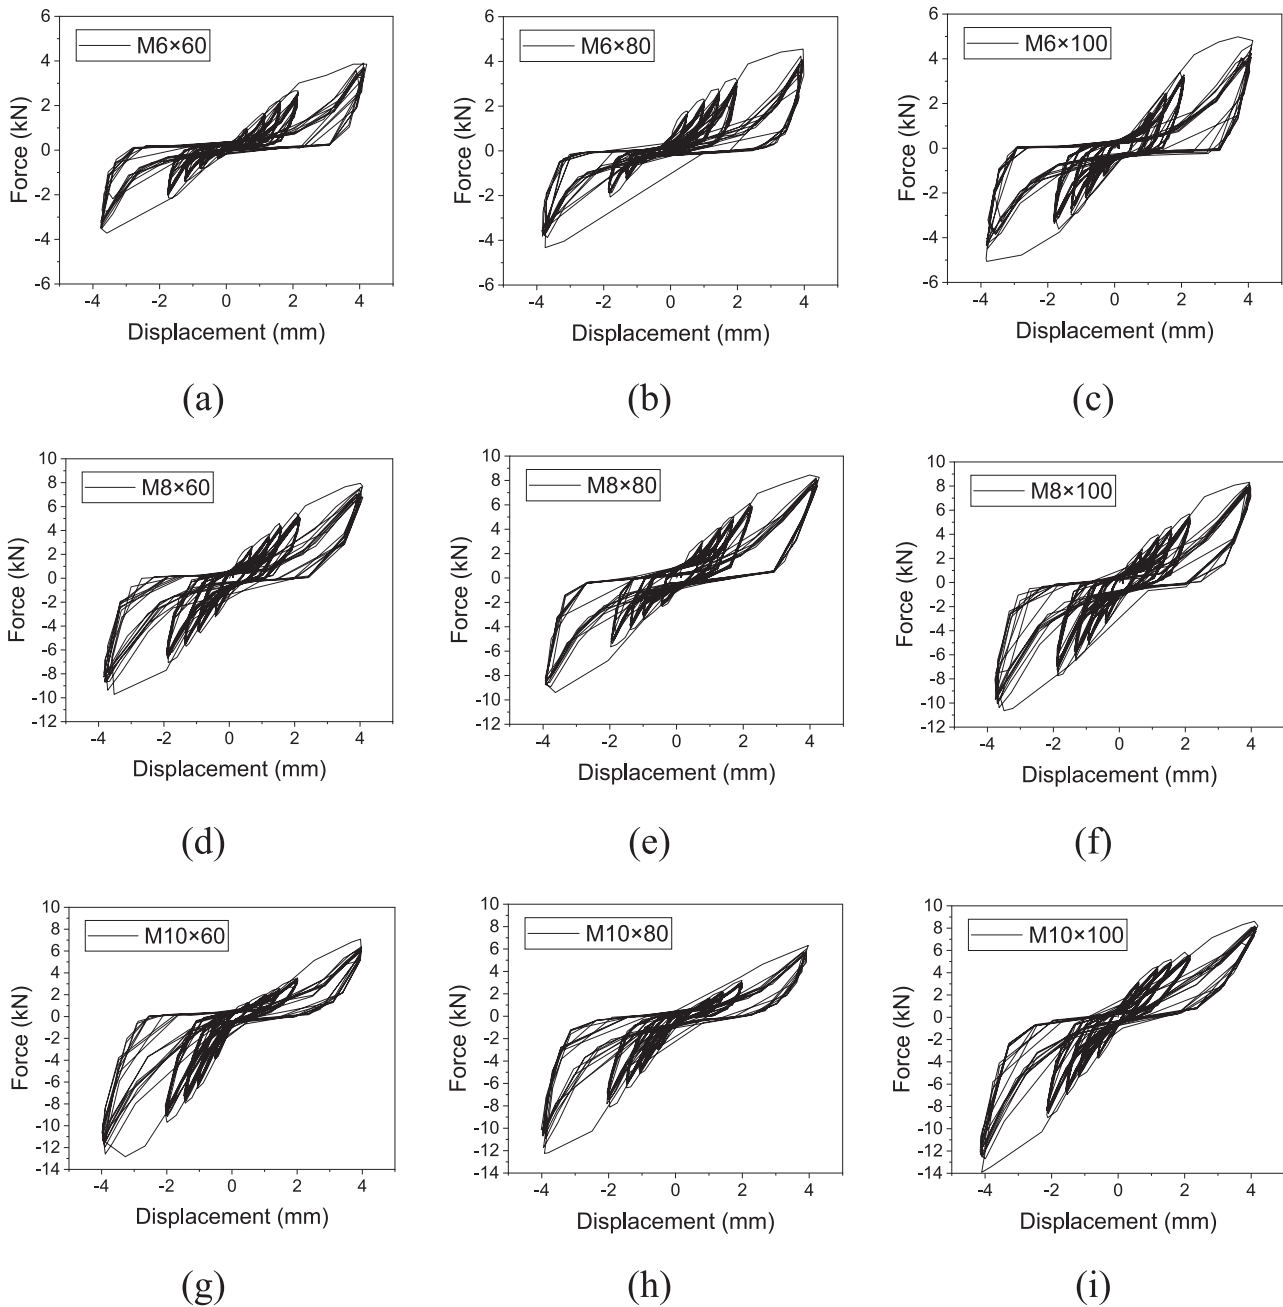 M6×60
Force (kN)
6
4
2
0
-2
-4
-6
-4 -2 0 2 4
Displacement (mm)
(a)
M6×80
Force (kN)
6
4
2
0
-2
-4
-6
-4 -2 0 2 4
Displacement (mm)
(b)
M6×100
Force (kN)
6
4
2
0
-2
-4
-6
-4 -2 0 2 4
Displacement (mm)
(c)
M8×60
Force (kN)
10
8
6
4
2
0
-2
-4
-6
-8
-10
-12
-4 -2 0 2 4
Displacement (mm)
(d)
M8×80
Force (kN)
10
8
6
4
2
0
-2
-4
-6
-8
-10
-12
-4 -2 0 2 4
Displacement (mm)
(e)
M8×100
Force (kN)
10
8
6
4
2
0
-2
-4
-6
-8
-10
-12
-4 -2 0 2 4
Displacement (mm)
(f)
M10×60
Force (kN)
10
8
6
4
2
0
-2
-4
-6
-8
-10
-12
-14
-4 -2 0 2 4
Displacement (mm)
(g)
M10×80
Force (kN)
10
8
6
4
2
0
-2
-4
-6
-8
-10
-12
-14
-4 -2 0 2 4
Displacement (mm)
(h)
M10×100
Force (kN)
10
8
6
4
2
0
-2
-4
-6
-8
-10
-12
-14
-4 -2 0 2 4
Displacement (mm)
(i)